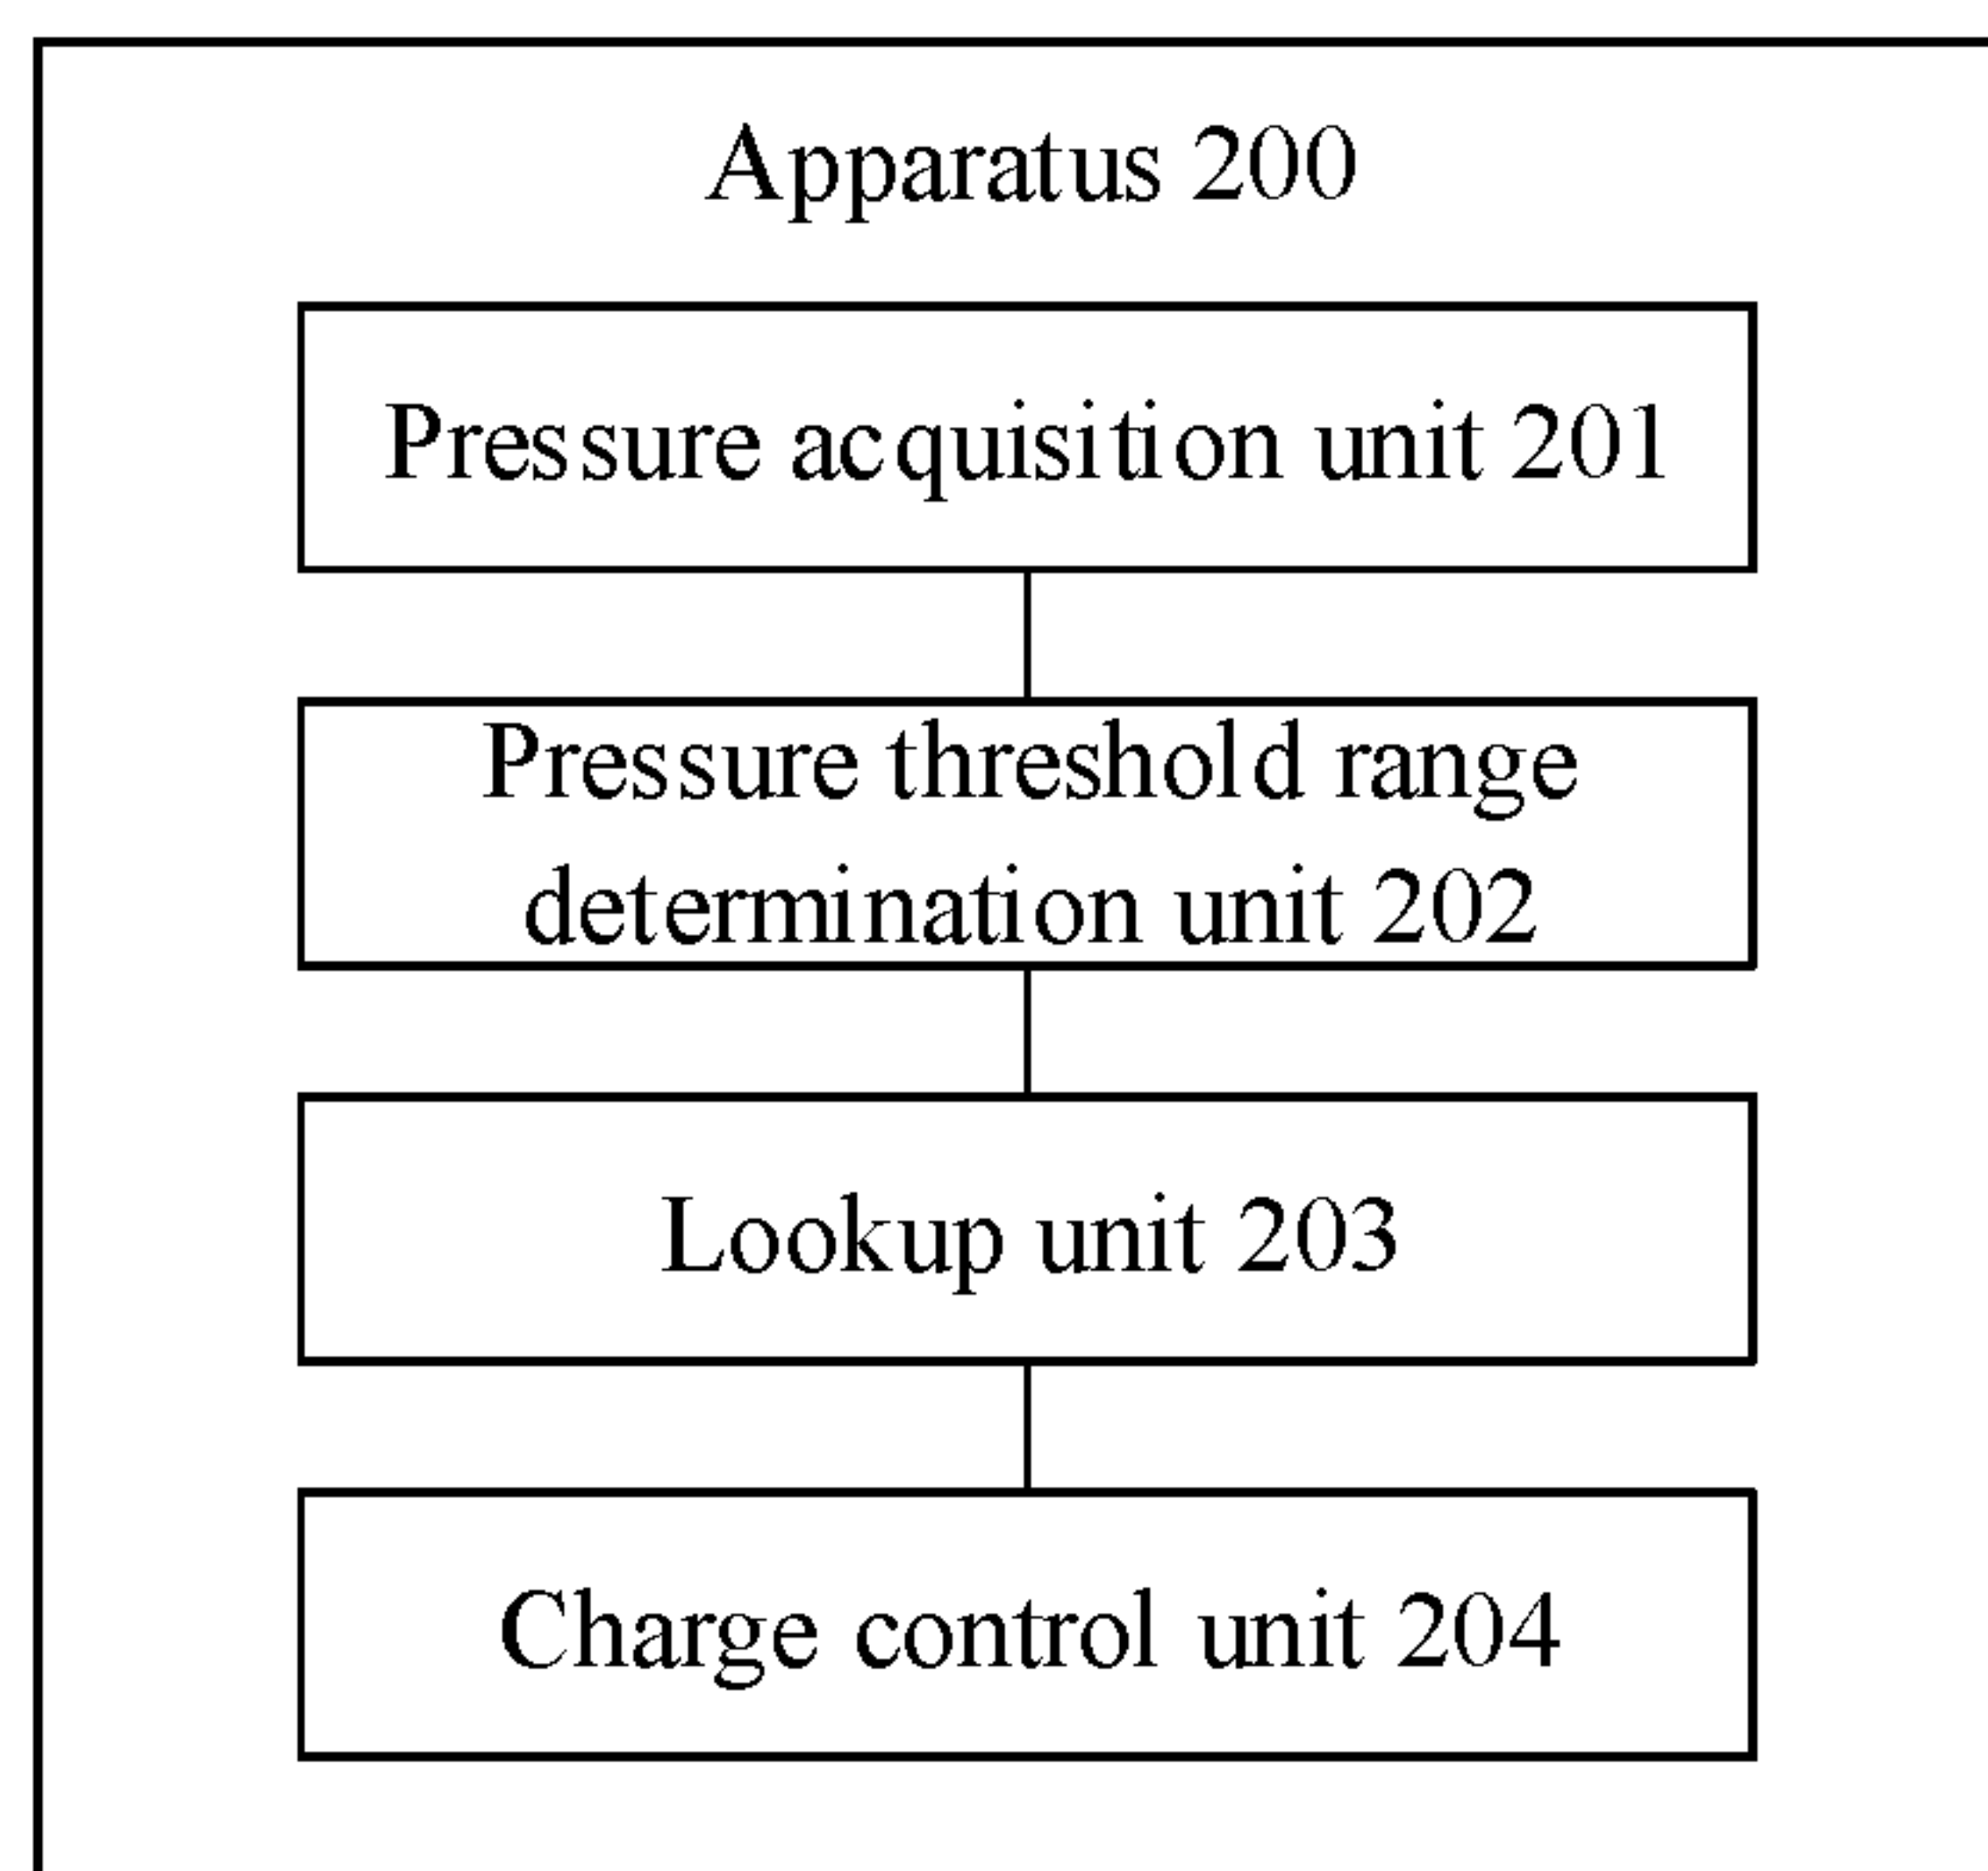 Apparatus 200
Pressure acquisition unit 201
Pressure threshold range
determination unit 202
Lookup unit 203
Charge control unit 204